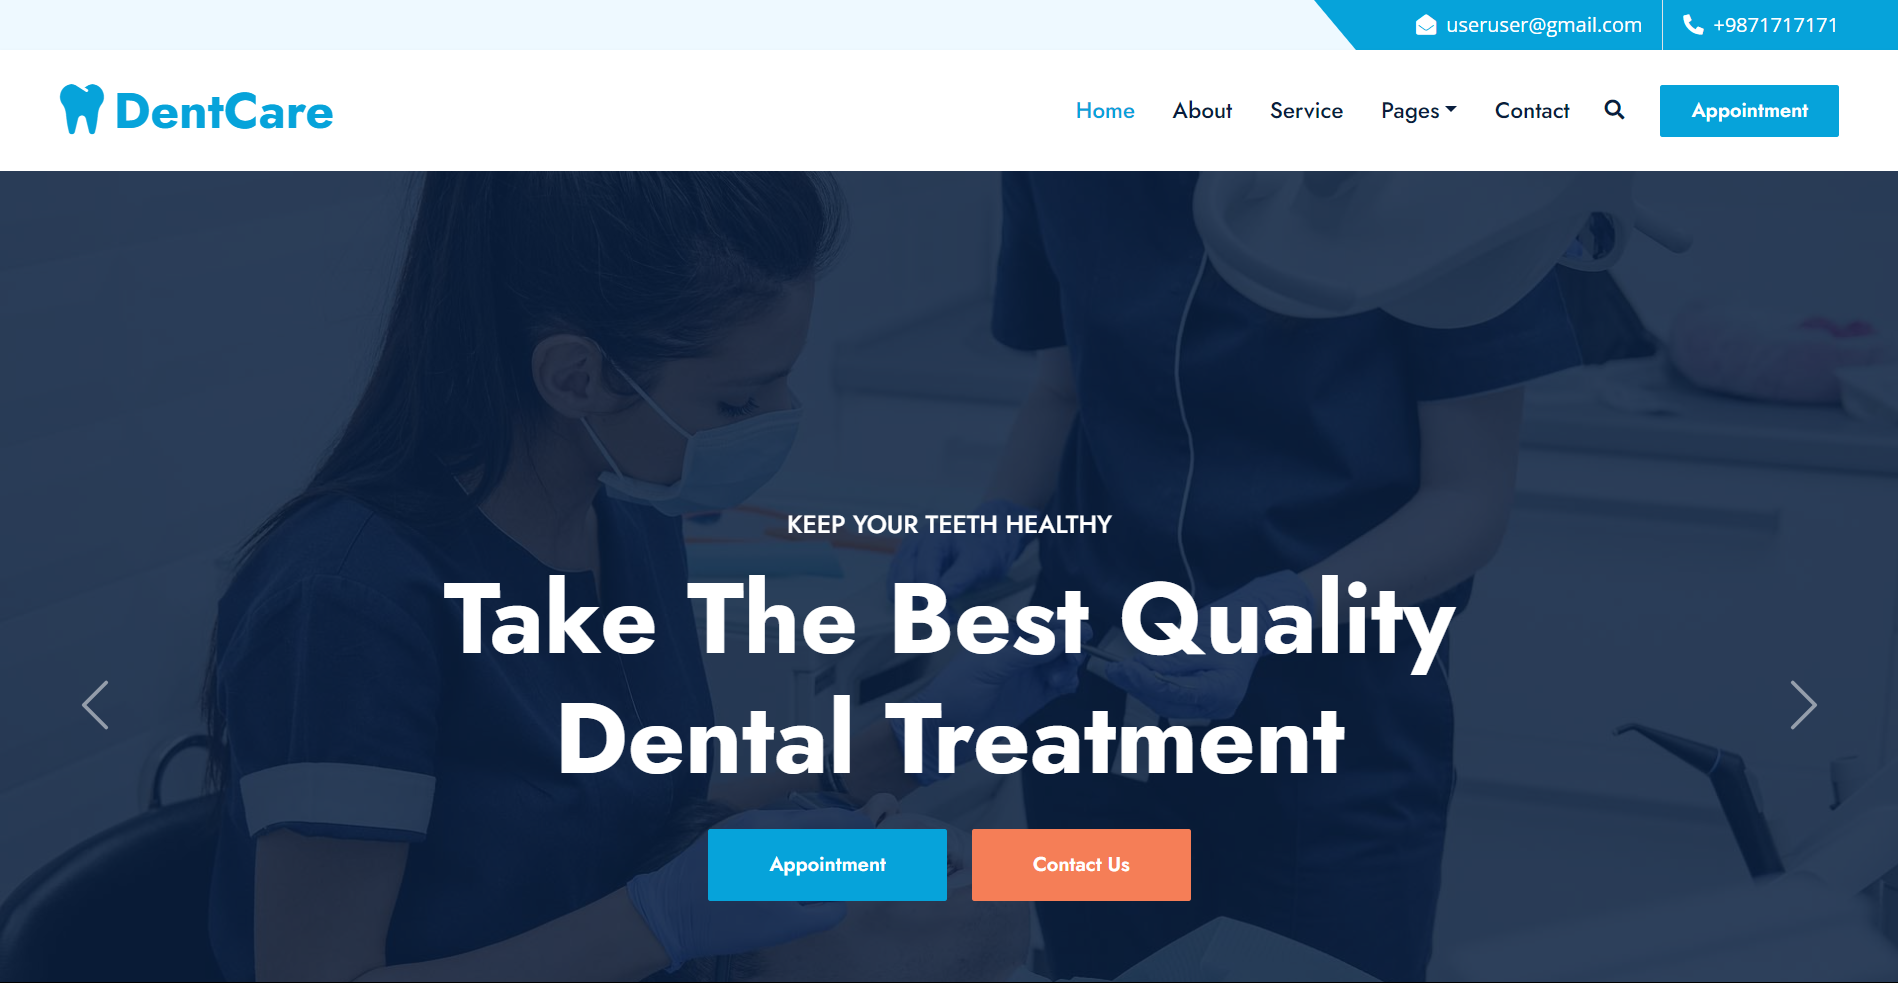 useruser@gmail.com +9871717171
DentCare Home About Service Pages Contact Appointment
KEEP YOUR TEETH HEALTHY
Take The Best Quality
Dental Treatment
Appointment Contact Us